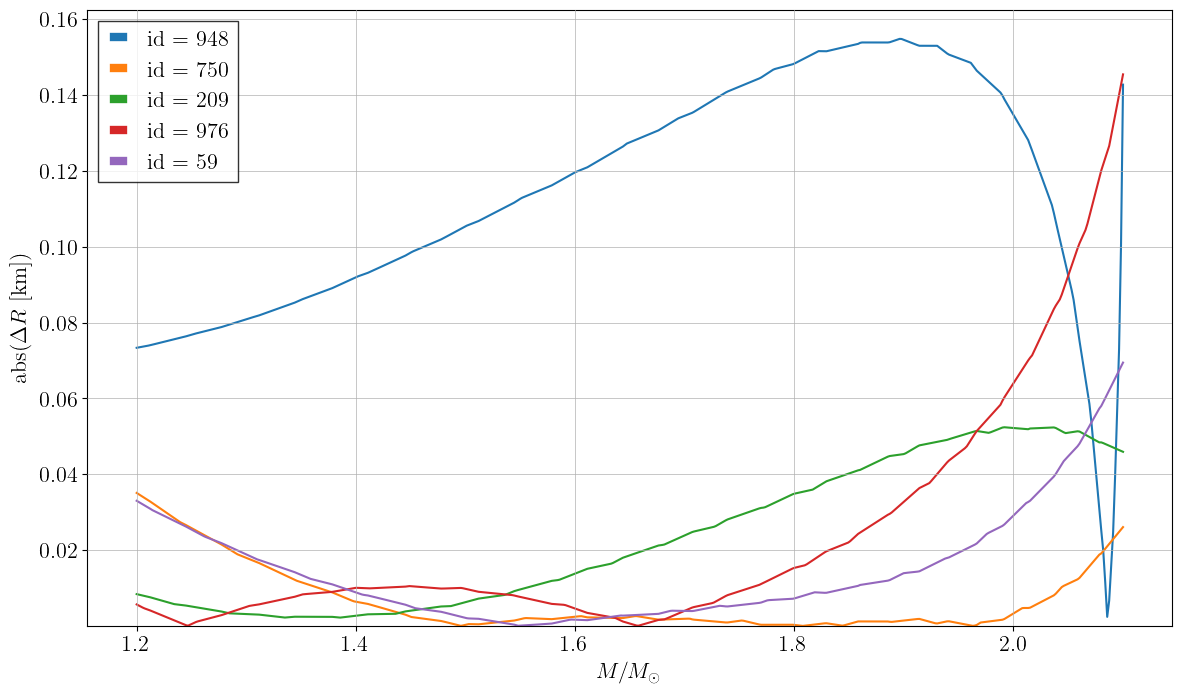 0.16
0.14
0.12
0.10
0.08
0.06
0.04
0.02
abs(ΔR [km])
id = 948
id = 750
id = 209
id = 976
id = 59
1.2 1.4 1.6 1.8 2.0
M/M⊙